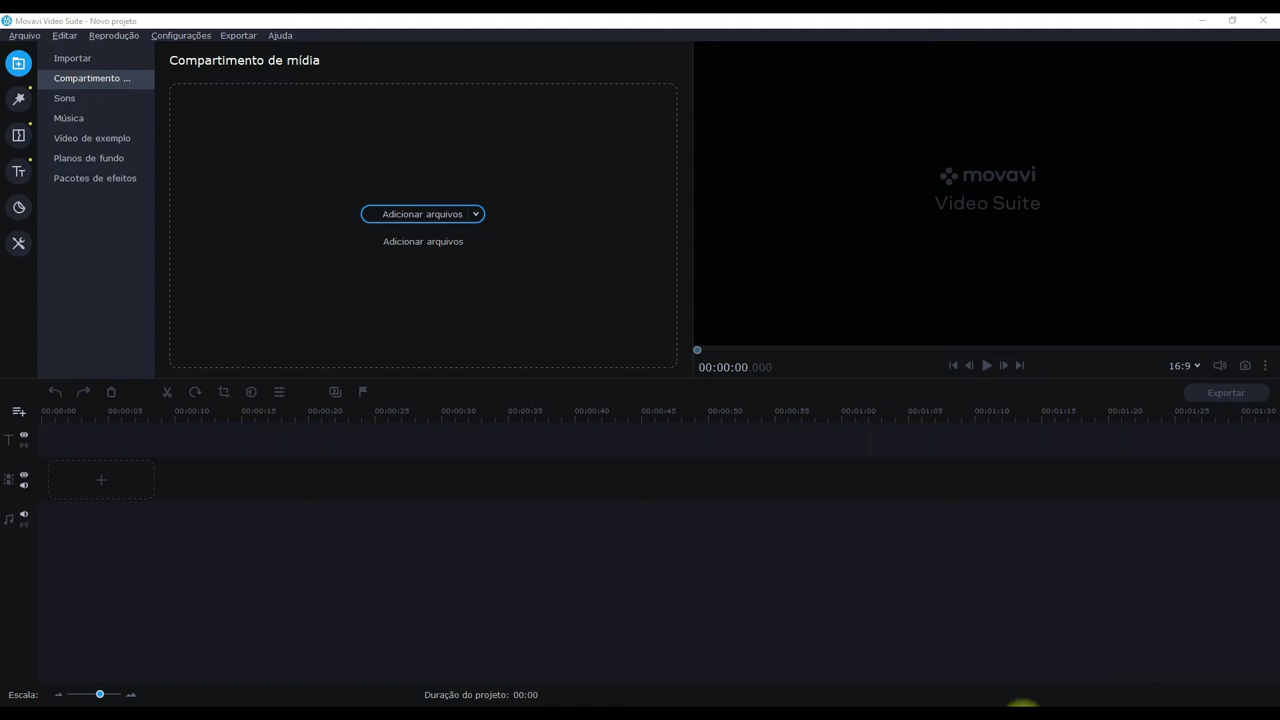 Movavi Video Suite - Novo projeto
Arquivo Editar Reprodução Configurações Exportar Ajuda
Importar
Compartimento ...
Sons
Música
Vídeo de exemplo
Planos de fundo
Pacotes de efeitos
Compartimento de mídia
Adicionar arquivos
Adicionar arquivos
movavi
Video Suite
00:00:00.000
16:9
Exportar
00:00:00 00:00:05 00:00:10 00:00:15 00:00:20 00:00:25 00:00:30 00:00:35 00:00:40 00:00:45 00:00:50 00:00:55 00:01:00 00:01:05 00:01:10 00:01:15 00:01:20 00:01:25 00:01:30
Escala:
Duração do projeto: 00:00